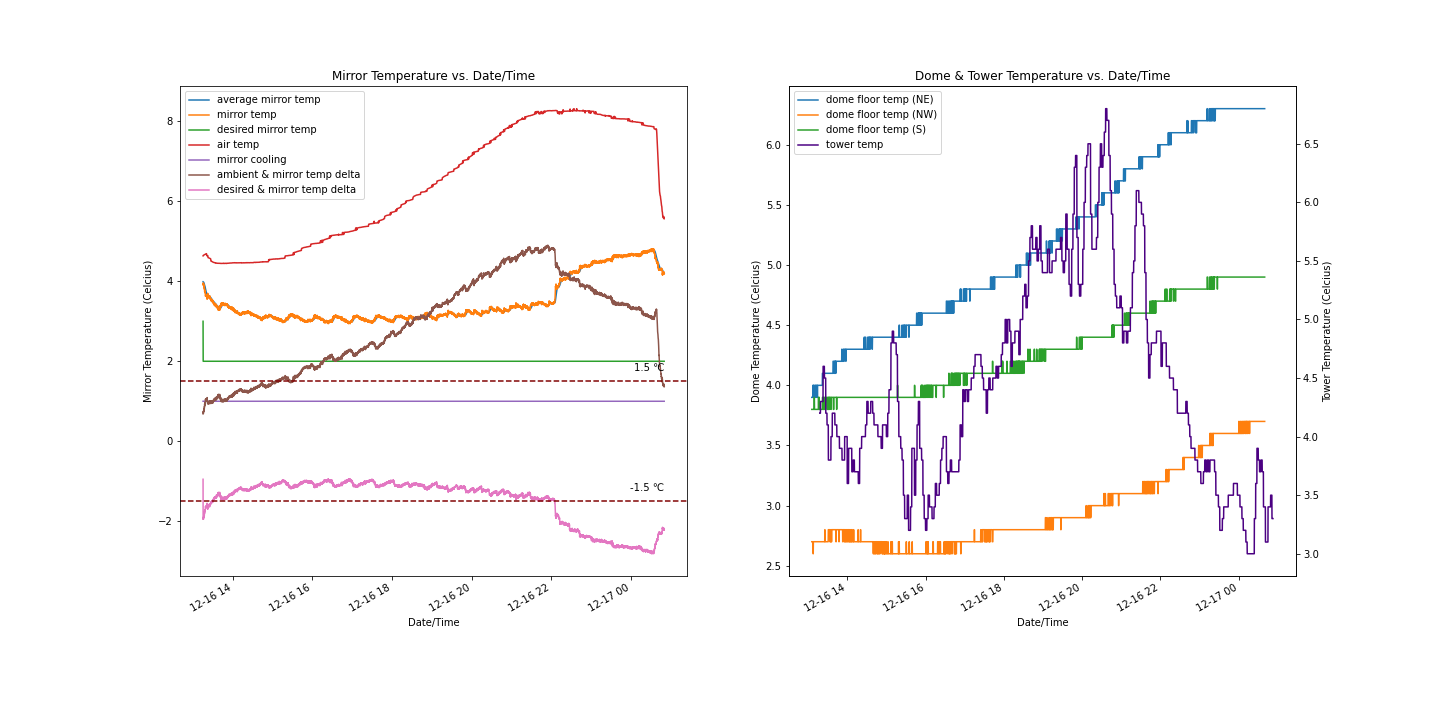 Mirror Temperature vs. Date/Time
Mirror Temperature (Celcius)
8
6
4
2
0
−2
average mirror temp
mirror temp
desired mirror temp
air temp
mirror cooling
ambient & mirror temp delta
desired & mirror temp delta
1.5 °C
-1.5 °C
12-16 14
12-16 16
12-16 18
12-16 20
12-16 22
12-17 00
Date/Time
Dome & Tower Temperature vs. Date/Time
Dome Temperature (Celcius)
6.0
5.5
5.0
4.5
4.0
3.5
3.0
2.5
dome floor temp (NE)
dome floor temp (NW)
dome floor temp (S)
tower temp
6.5
6.0
5.5
5.0
4.5
4.0
3.5
3.0
Tower Temperature (Celcius)
12-16 14
12-16 16
12-16 18
12-16 20
12-16 22
12-17 00
Date/Time